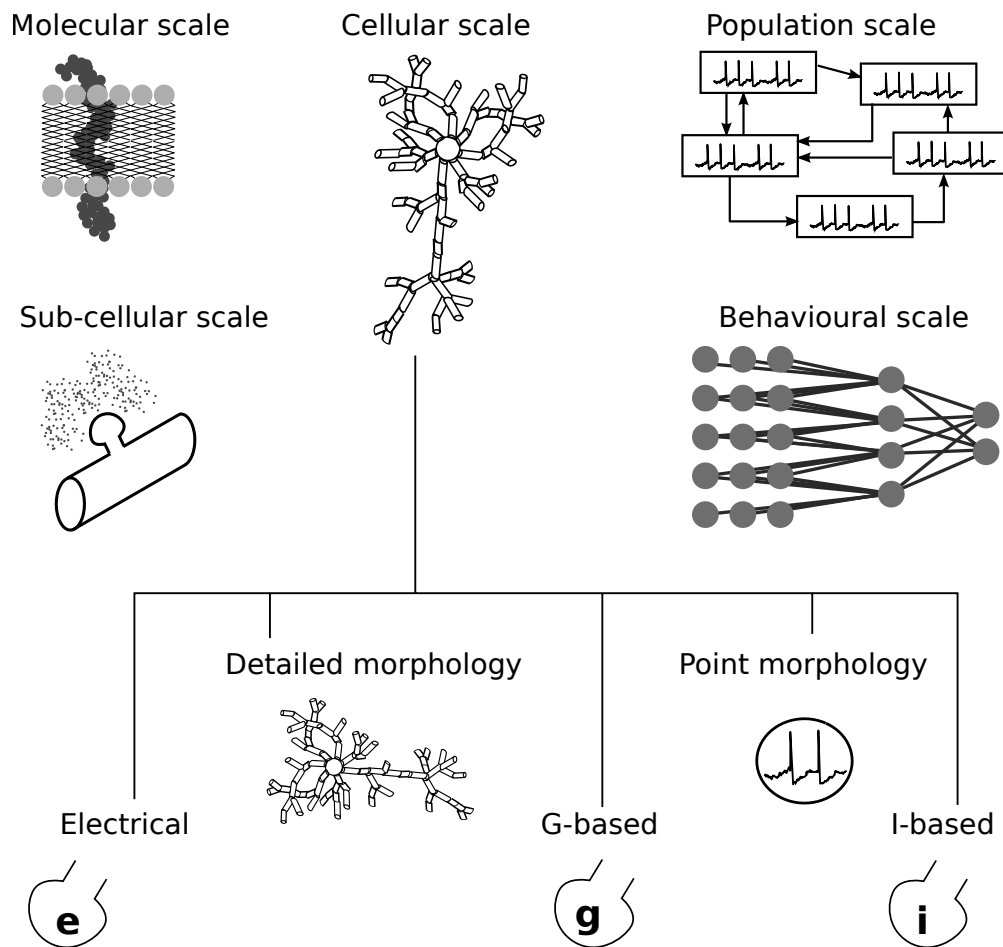 Molecular scale
Cellular scale
Population scale
Sub-cellular scale
Behavioural scale
Detailed morphology
Point morphology
Electrical
G-based
I-based
e
g
i